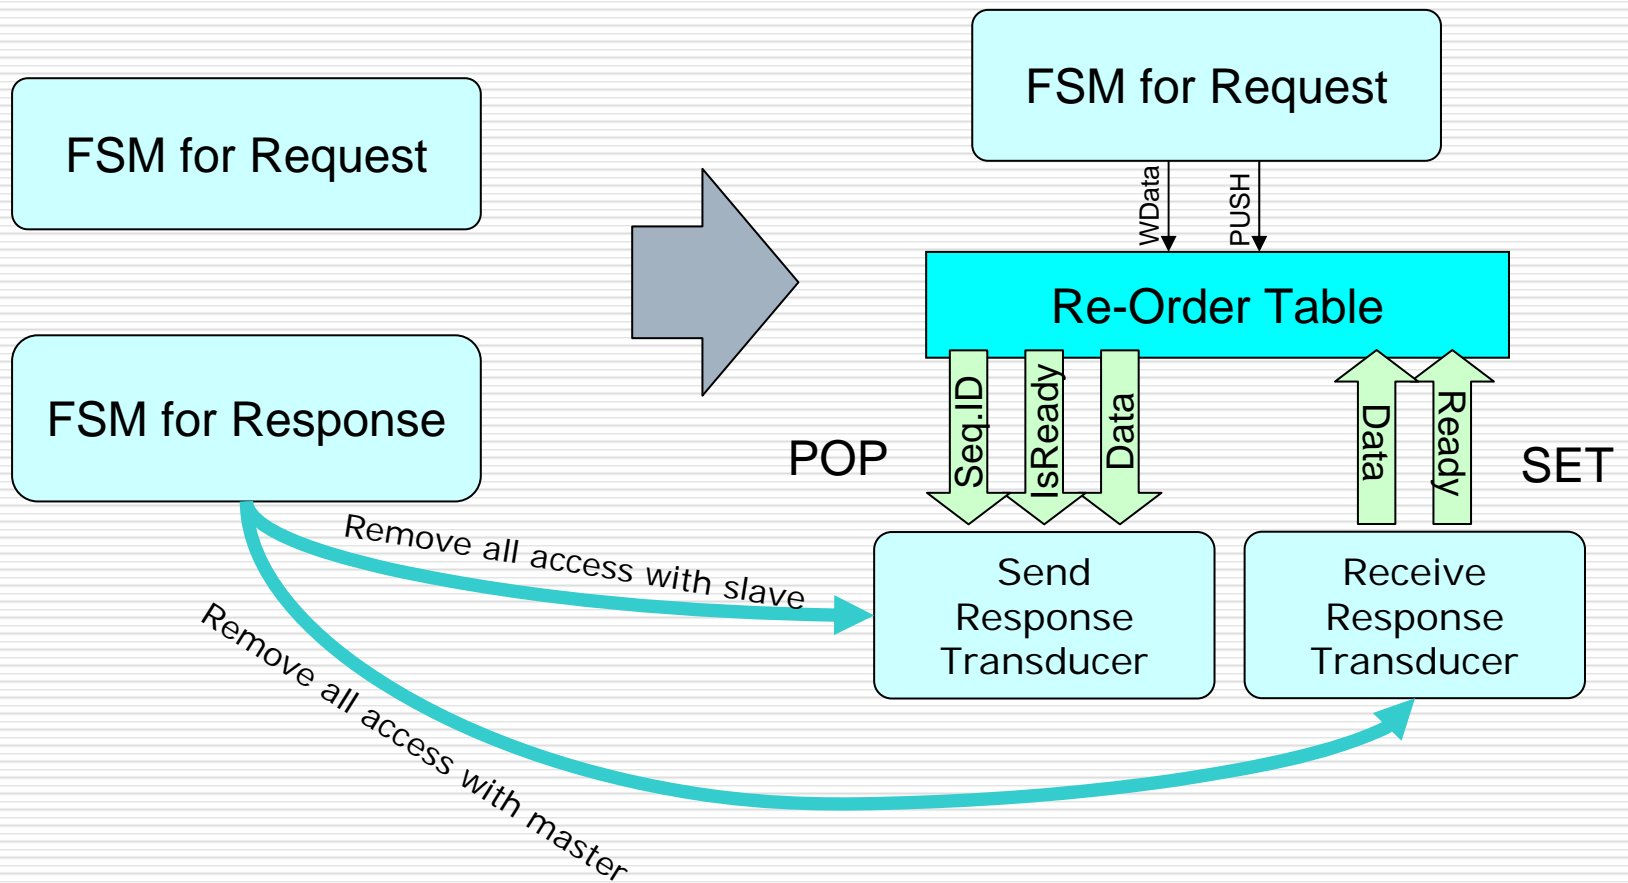 FSM for Request
FSM for Response
Remove all access with slave
Remove all access with master
FSM for Request
WData
PUSH
Re-Order Table
POP
Seq.ID
IsReady
Data
Data
Ready
SET
Send
Response
Transducer
Receive
Response
Transducer